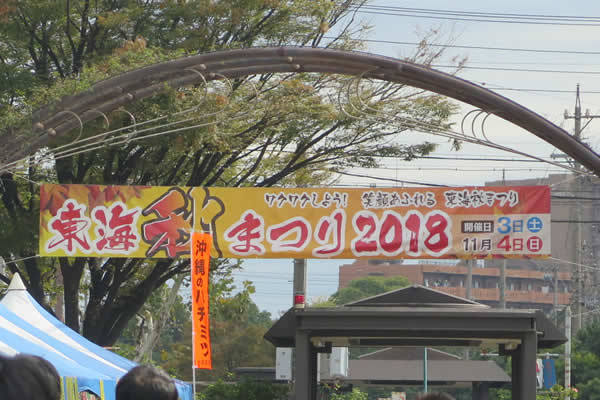 ワクワクしよう! 笑顔あふれる 東海秋まつり
東海秋まつり2018
開催日 11月 3日土 4日日
沖縄のハチミツ